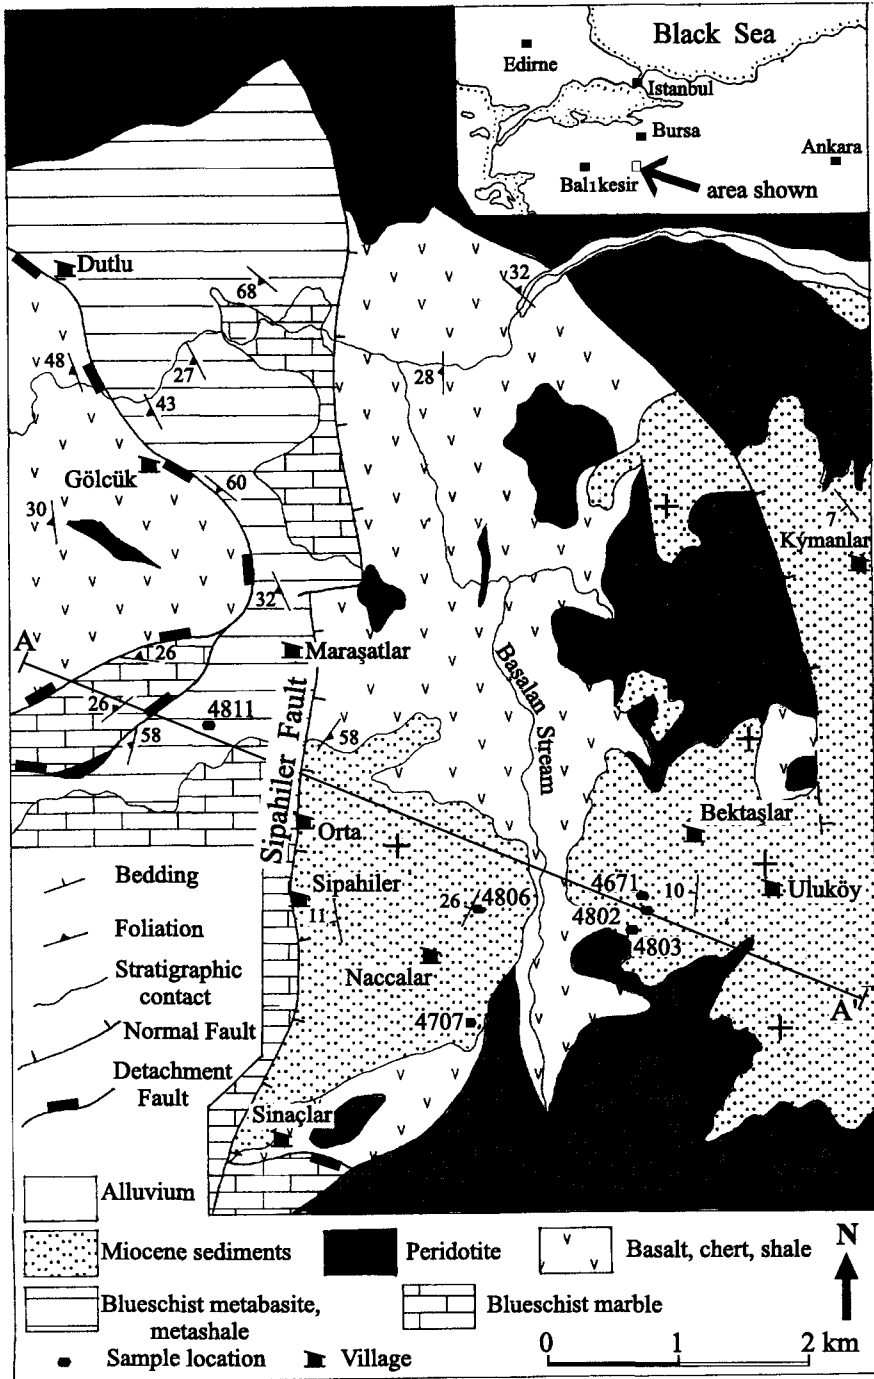 Black Sea
Edirne
Istanbul
Bursa
Ankara
Balıkesir
area shown
Dutlu
68
32
48
27
28
43
Gölcük
60
30
7
Kýmanlar
32
Maraşatlar
A
26
26
4811
58
58
Sipahiler Fault
Başalan Stream
Orta
Bektaşlar
Bedding
Sipahiler
11
26
4806
4671
10
Uluköy
4802
4803
Foliation
Naccalar
Stratigraphic
contact
A'
4707
Normal Fault
Detachment
Fault
Sinaçlar
Alluvium
Miocene sediments
Peridotite
Basalt, chert, shale
N
Blueschist metabasite,
metashale
Blueschist marble
0 1 2 km
Sample location
Village